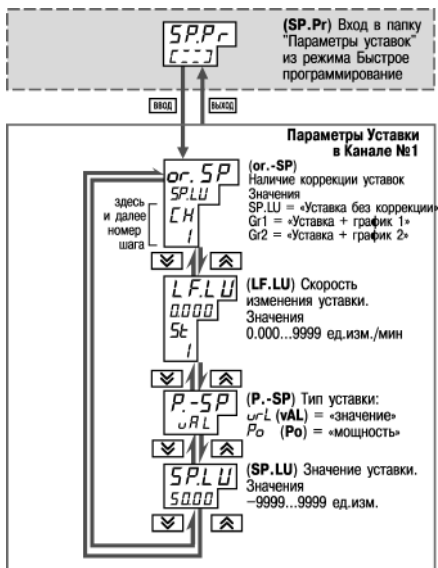 SP.Pr
[---]
(SP.Pr) Вход в папку
"Параметры уставок"
из режима Быстрое
программирование
ВВОД
ВЫХОД
Параметры Уставки
в Канале №1
or.SP
SP.LU
CH
1
здесь
и далее
номер
шага
(or.-SP)
Наличие коррекции уставок
Значения
SP.LU = «Уставка без коррекции»
Gr1 = «Уставка + график 1»
Gr2 = «Уставка + график 2»
LF.LU
0.000
St
1
(LF.LU) Скорость
изменения уставки.
Значения
0.000...9999 ед.изм./мин
P.-SP
vAL
(P.-SP) Тип уставки:
vrL (vAL) = «значение»
Po (Po) = «мощность»
SP.LU
50.00
(SP.LU) Значение уставки.
Значения
−9999...9999 ед.изм.